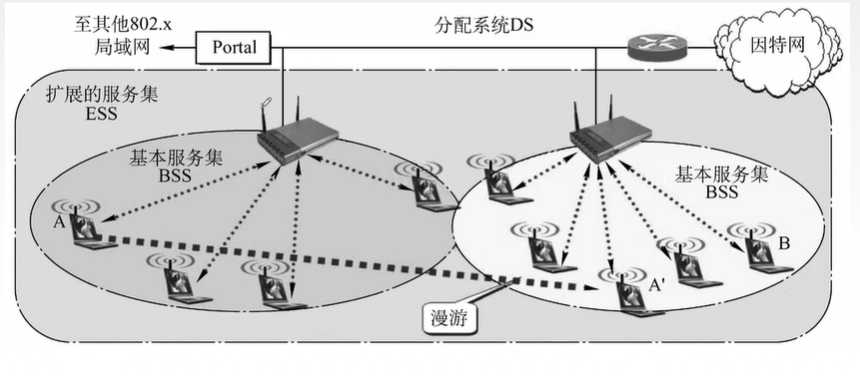 至其他802.x
局域网
Portal
分配系统DS
因特网
扩展的服务集
ESS
基本服务集
BSS
基本服务集
BSS
A
B
A'
漫游